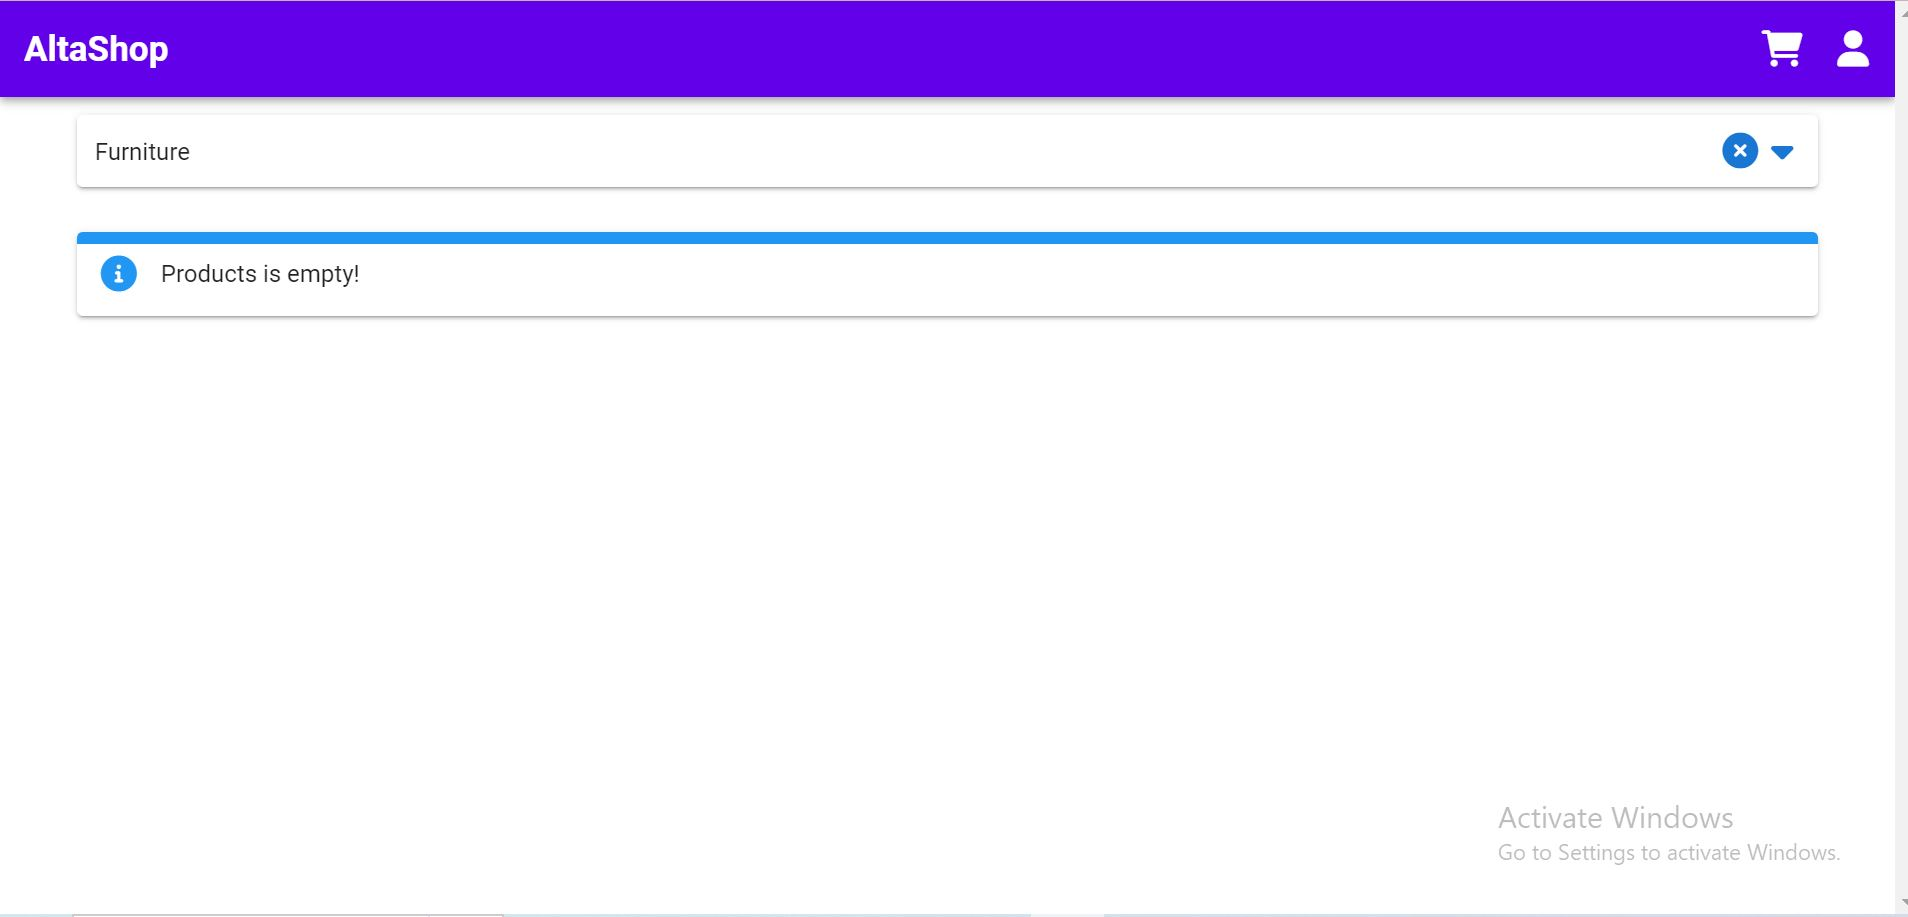 AltaShop
Furniture
Products is empty!
Activate Windows
Go to Settings to activate Windows.